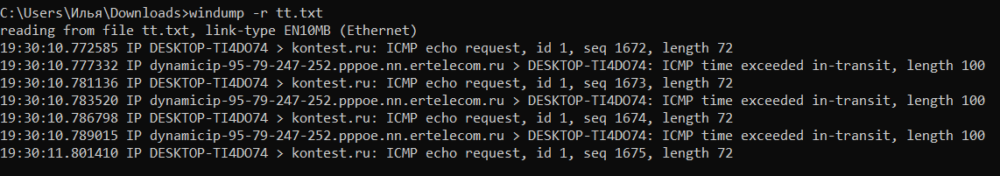 C:\Users\Илья\Downloads>windump -r tt.txt
reading from file tt.txt, link-type EN10MB (Ethernet)
19:30:10.772585 IP DESKTOP-TI4DO74 > kontest.ru: ICMP echo request, id 1, seq 1672, length 72
19:30:10.777332 IP dynamicip-95-79-247-252.pppoe.nn.ertelecom.ru > DESKTOP-TI4DO74: ICMP time exceeded in-transit, length 100
19:30:10.781136 IP DESKTOP-TI4DO74 > kontest.ru: ICMP echo request, id 1, seq 1673, length 72
19:30:10.783520 IP dynamicip-95-79-247-252.pppoe.nn.ertelecom.ru > DESKTOP-TI4DO74: ICMP time exceeded in-transit, length 100
19:30:10.786798 IP DESKTOP-TI4DO74 > kontest.ru: ICMP echo request, id 1, seq 1674, length 72
19:30:10.789015 IP dynamicip-95-79-247-252.pppoe.nn.ertelecom.ru > DESKTOP-TI4DO74: ICMP time exceeded in-transit, length 100
19:30:11.801410 IP DESKTOP-TI4DO74 > kontest.ru: ICMP echo request, id 1, seq 1675, length 72